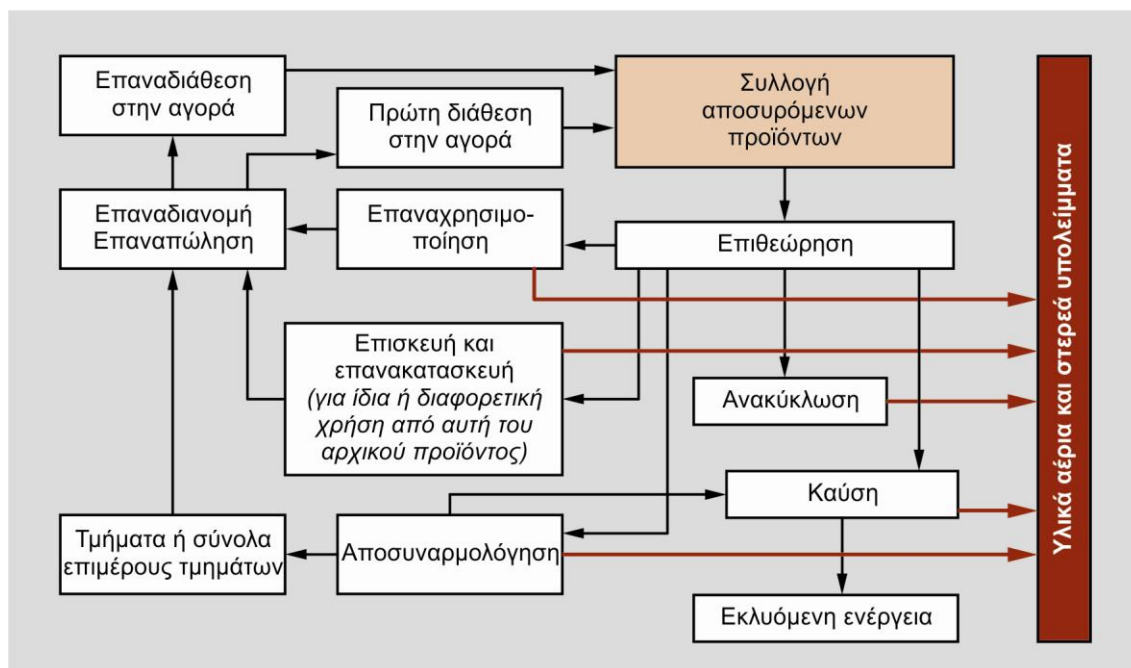 Επαναδιάθεση
στην αγορά
Πρώτη διάθεση
στην αγορά
Συλλογή
αποσυρόμενων
προϊόντων
Επαναδιανομή
Επαναπώληση
Επαναχρησιμο-
ποίηση
Επιθεώρηση
Επισκευή και
επανακατασκευή
(για ίδια ή διαφορετική
χρήση από αυτή του
αρχικού προϊόντος)
Ανακύκλωση
Καύση
Τμήματα ή σύνολα
επιμέρους τμημάτων
Αποσυναρμολόγηση
Εκλυόμενη ενέργεια
Υλικά αέρια και στερεά υπολείμματα